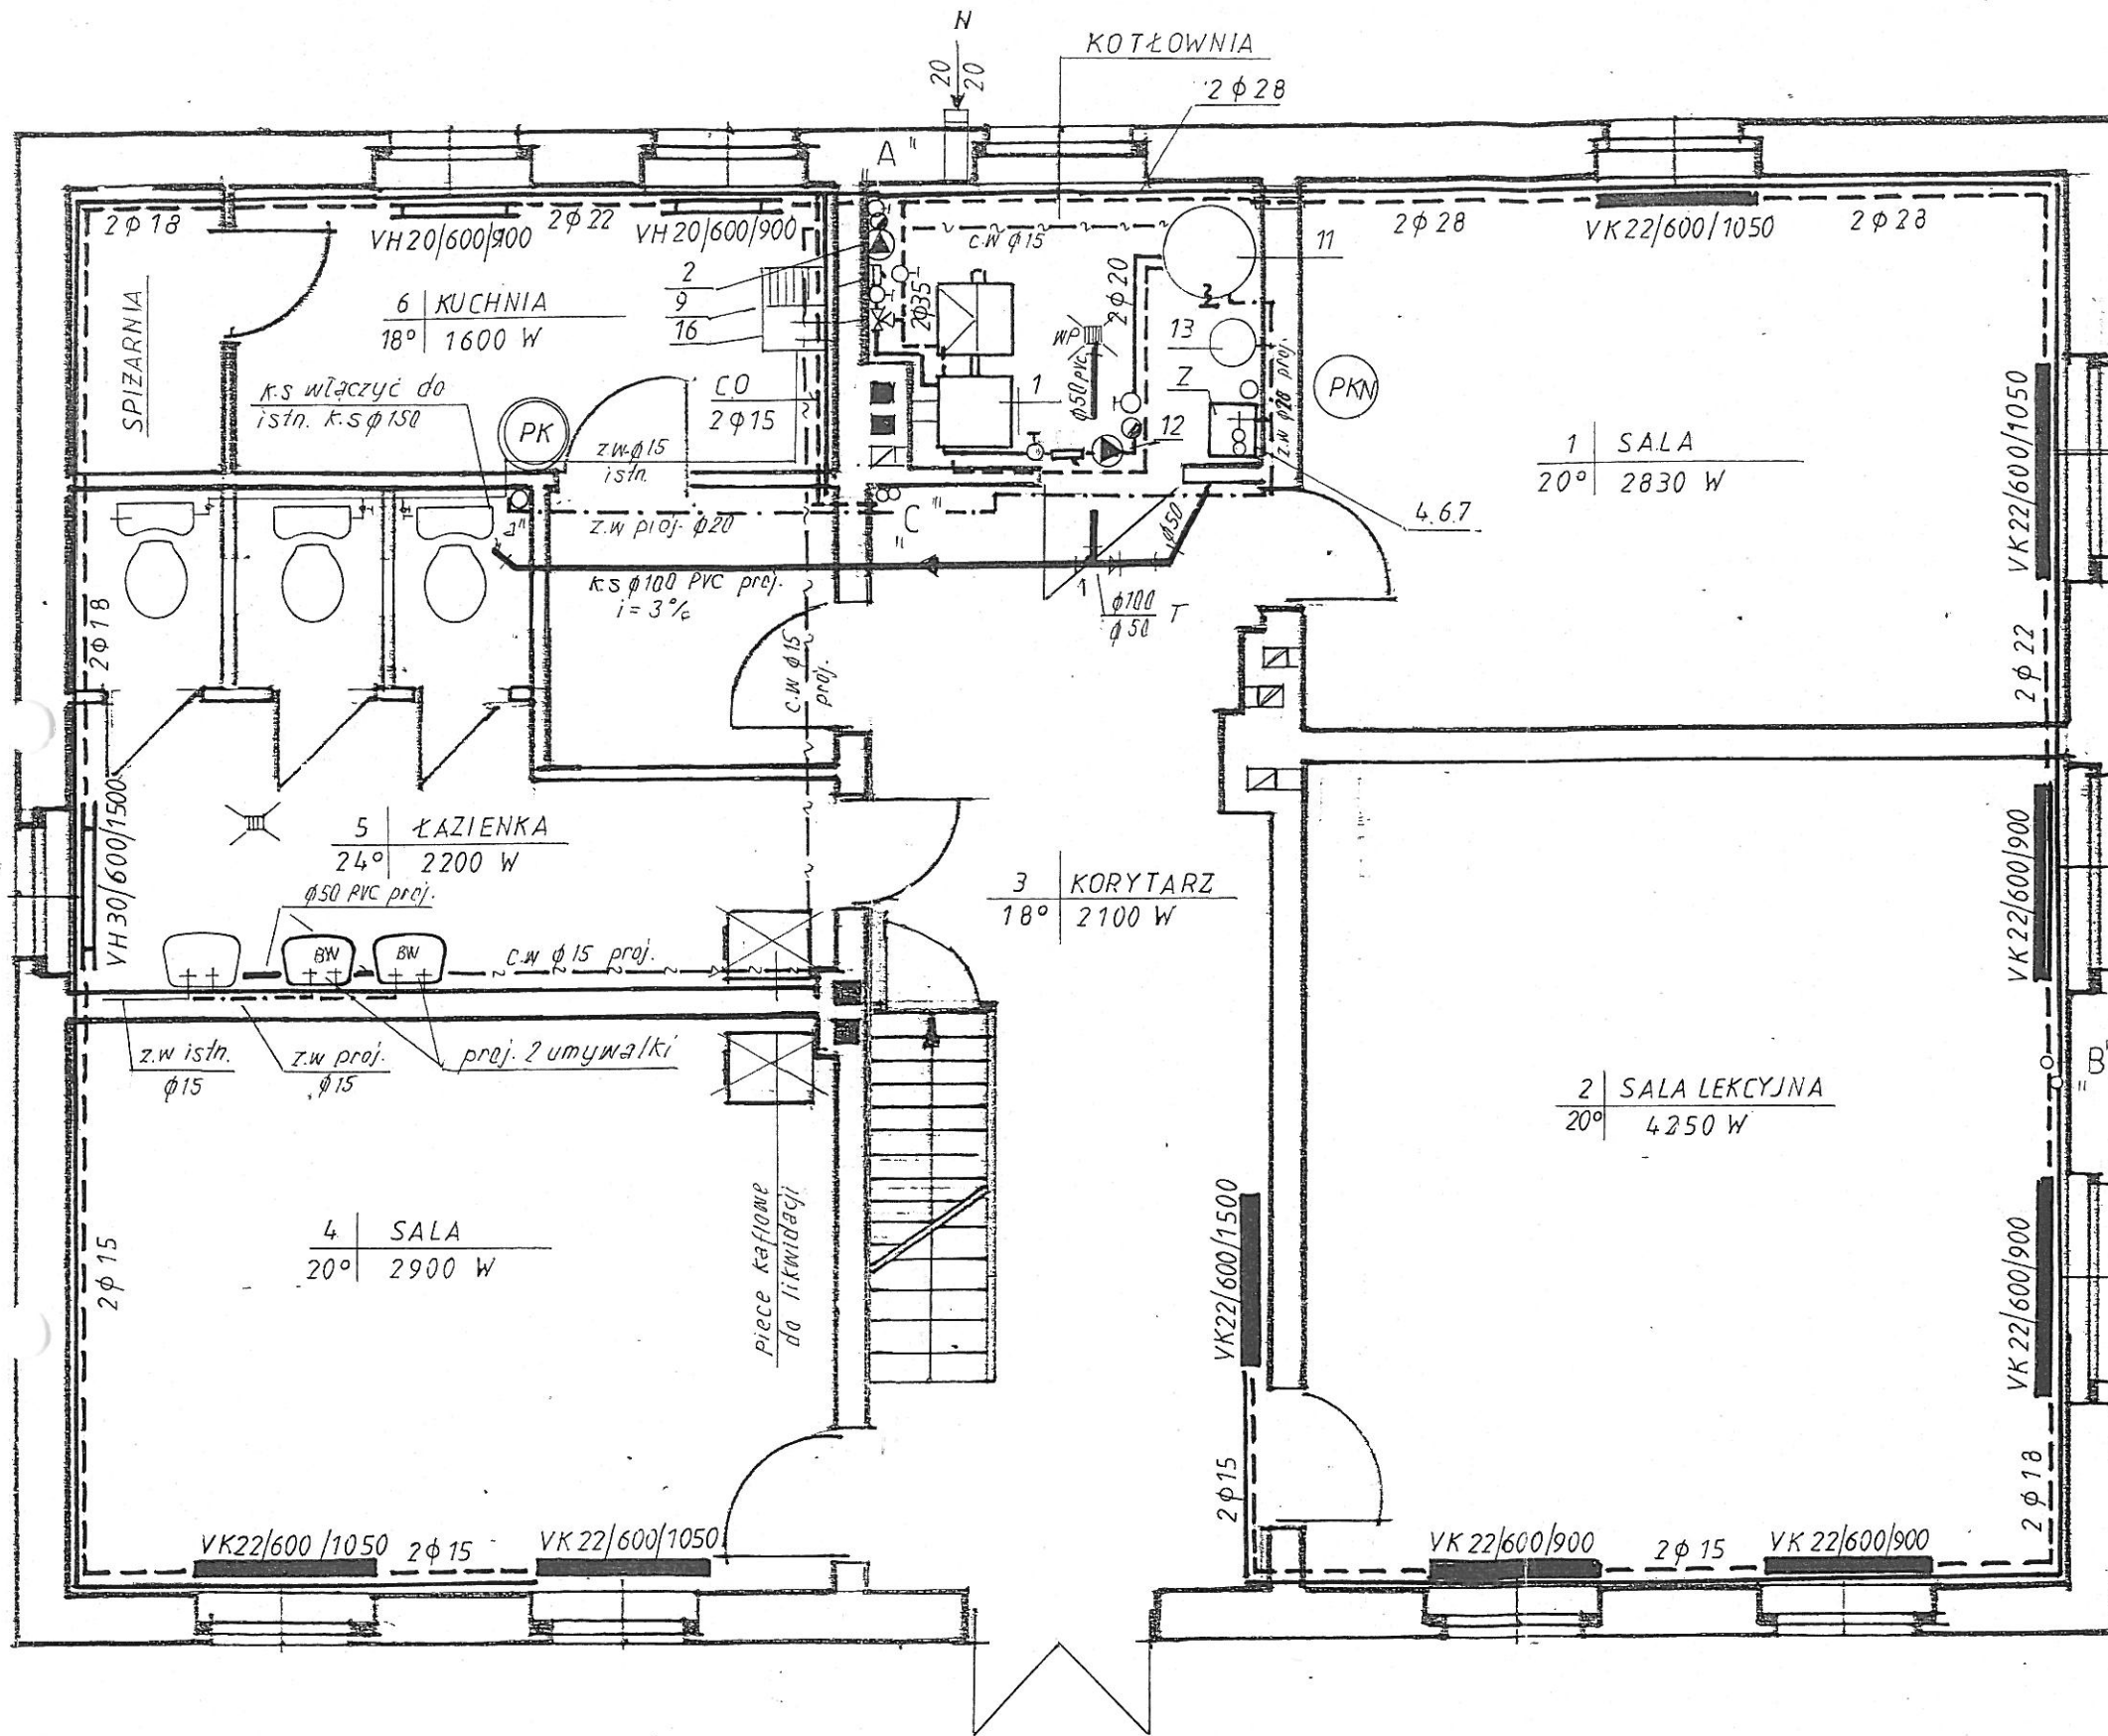 N
20
20
KOTŁOWNIA
2ϕ28
A"
2ϕ18
VH20/600/900
2ϕ22
VH20/600/900
c.w ϕ15
2ϕ28
VK22/600/1050
2ϕ28
11
2
9
16
2ϕ35
2ϕ20
WP
ϕ50 PVC
13
Z
z.w ϕ20 proj.
PKN
SPIŻARNIA
6 KUCHNIA
18° 1600 W
k.s włączyć do
istn. k.s ϕ150
PK
C.O
2ϕ15
z.w ϕ15
istn.
1
12
4.6.7
1 SALA
20° 2830 W
VK22/600/1050
"a"
z.w proj. ϕ20
"C"
ϕ50
k.s ϕ100 PVC proj.
i = 3%
1
ϕ100
ϕ50
T
2ϕ18
c.w ϕ15
proj.
2ϕ22
VH30/600/1500
5 ŁAZIENKA
24° 2200 W
ϕ50 PVC proj.
BW
BW
c.w ϕ15 proj.
3 KORYTARZ
18° 2100 W
VK22/600/900
z.w istn.
ϕ15
z.w proj.
ϕ15
proj. 2 umywalki
"B"
2 SALA LEKCYJNA
20° 4250 W
4 SALA
20° 2900 W
2ϕ15
piece kaflowe
do likwidacji
VK22/600/1500
VK22/600/900
2ϕ15
2ϕ18
VK22/600/1050
2ϕ15
VK22/600/1050
VK22/600/900
2ϕ15
VK22/600/900